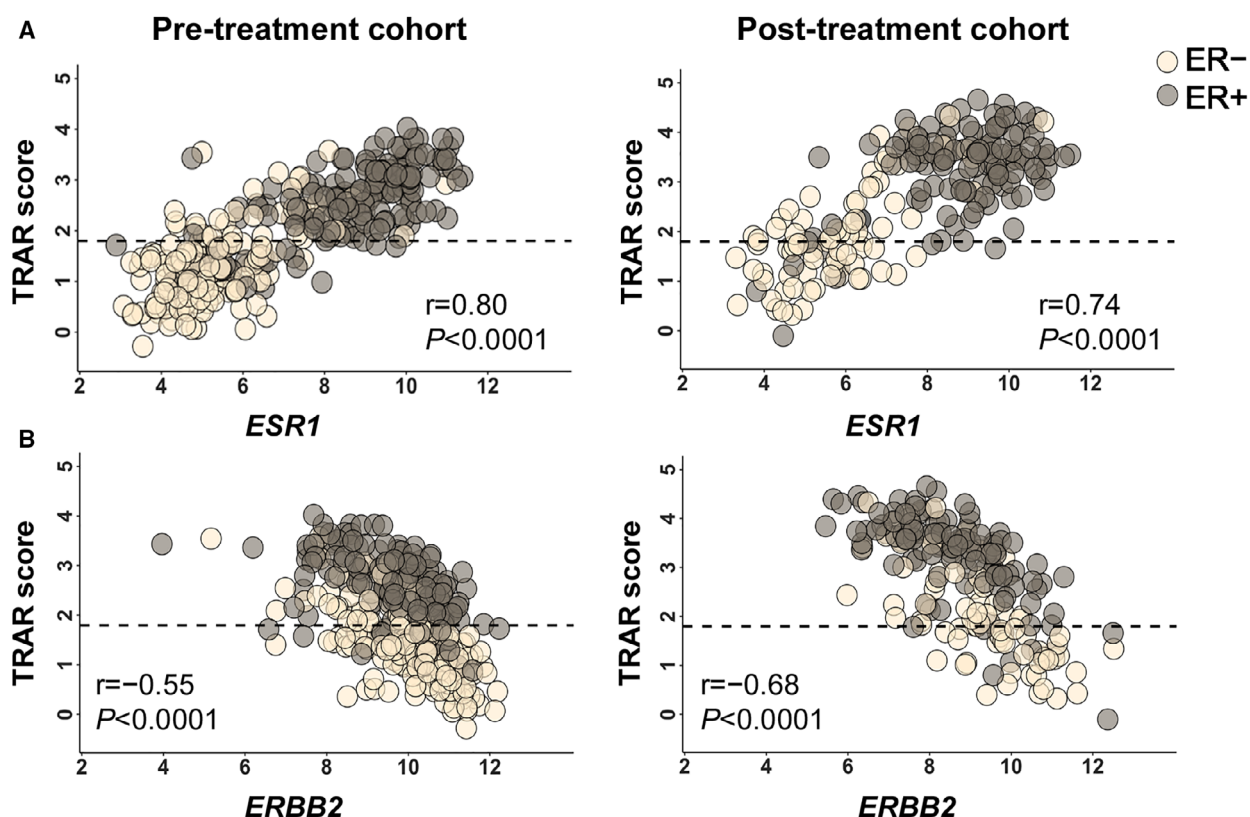 A
Pre-treatment cohort
Post-treatment cohort
ER−
ER+
TRAR score
5
4
3
2
1
0
r=0.80
P<0.0001
2 4 6 8 10 12
ESR1
TRAR score
5
4
3
2
1
0
r=0.74
P<0.0001
2 4 6 8 10 12
ESR1
B
TRAR score
5
4
3
2
1
0
r=−0.55
P<0.0001
2 4 6 8 10 12
ERBB2
TRAR score
5
4
3
2
1
0
r=−0.68
P<0.0001
2 4 6 8 10 12
ERBB2